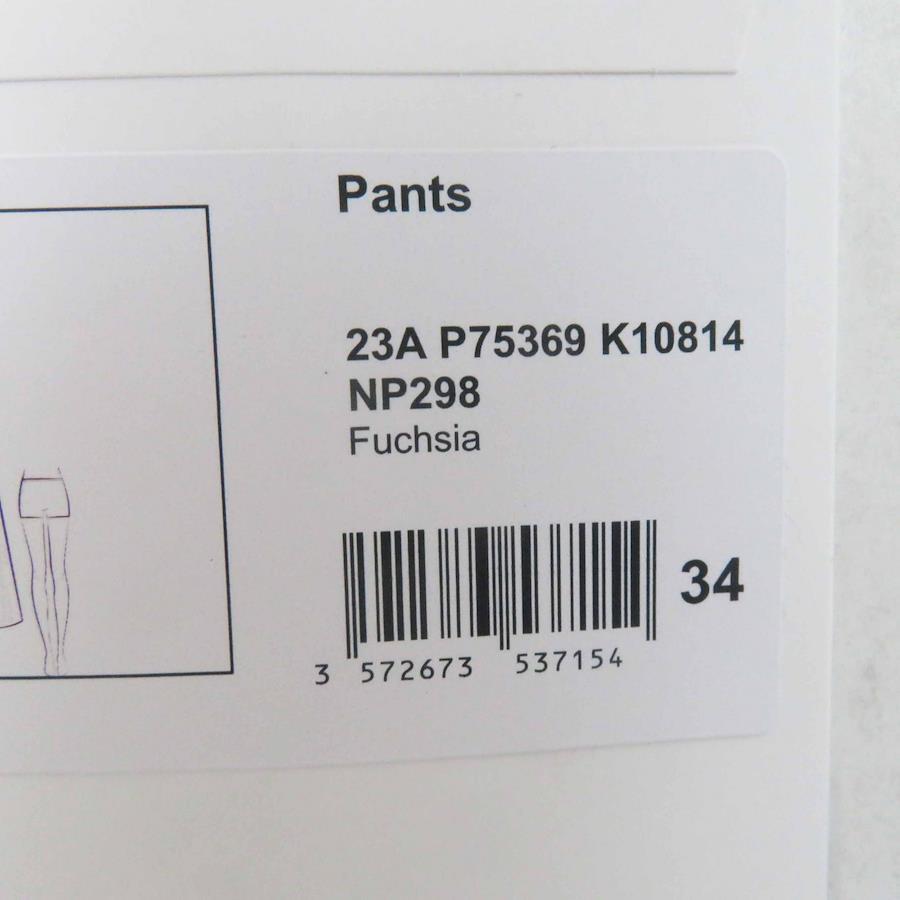 Pants
23A P75369 K10814
NP298
Fuchsia
34
3 572673 537154